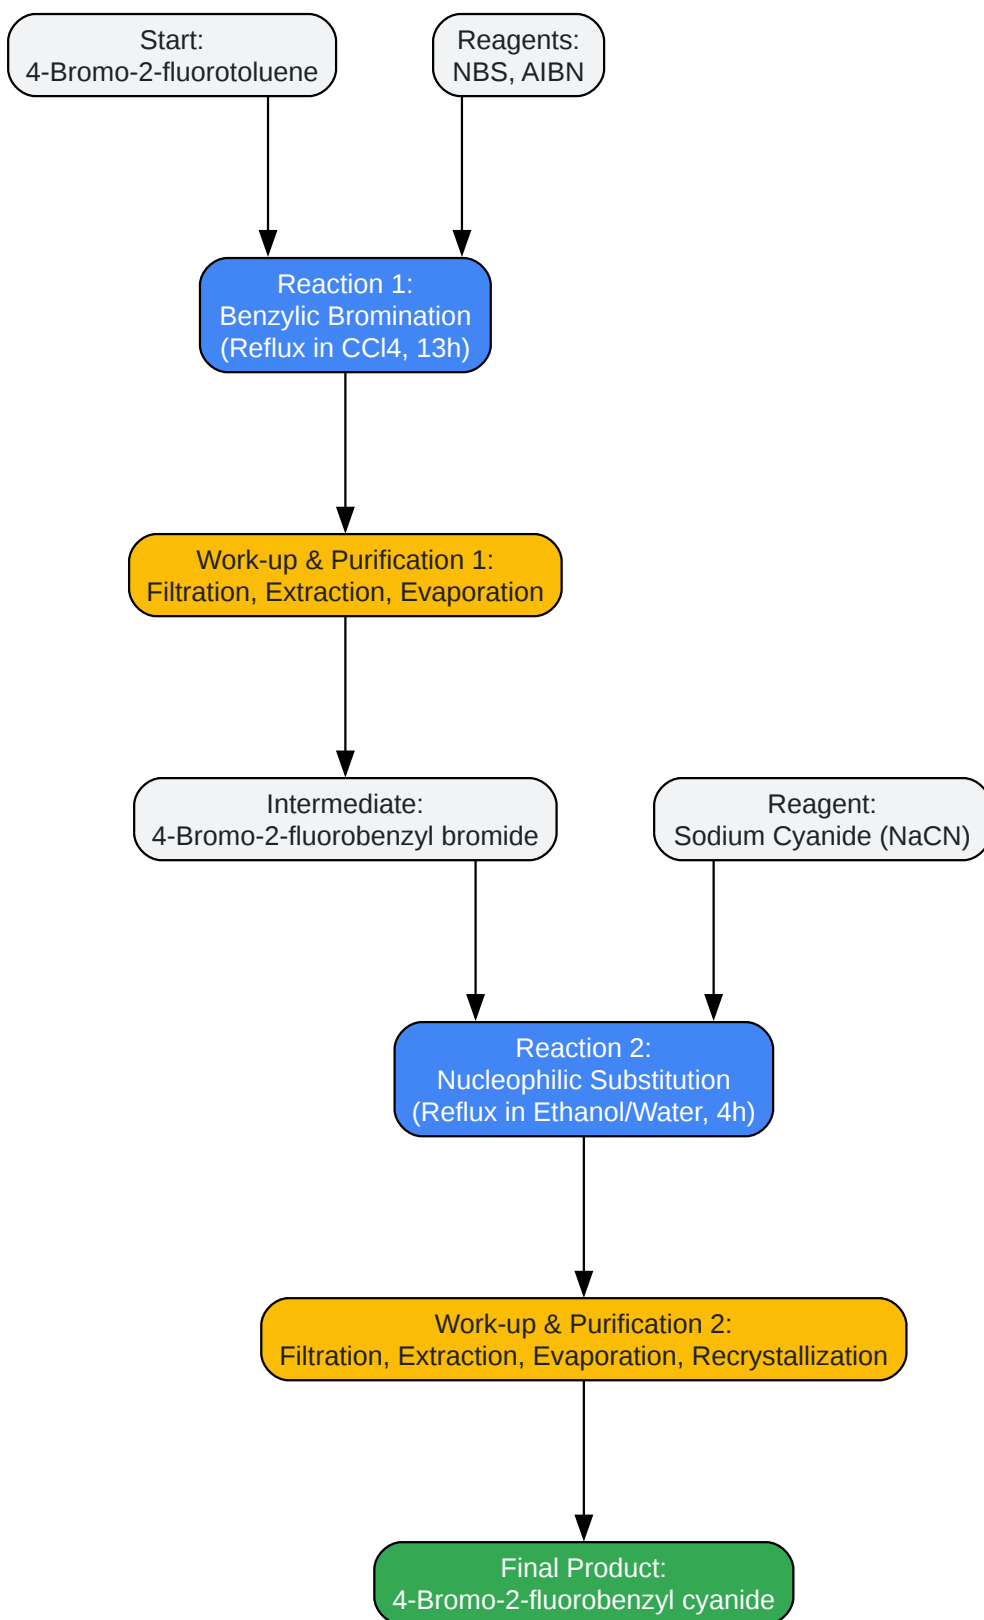 Start:
4-Bromo-2-fluorotoluene
Reagents:
NBS, AIBN
Reaction 1:
Benzylic Bromination
(Reflux in CCl4, 13h)
Work-up & Purification 1:
Filtration, Extraction, Evaporation
Intermediate:
4-Bromo-2-fluorobenzyl bromide
Reagent:
Sodium Cyanide (NaCN)
Reaction 2:
Nucleophilic Substitution
(Reflux in Ethanol/Water, 4h)
Work-up & Purification 2:
Filtration, Extraction, Evaporation, Recrystallization
Final Product:
4-Bromo-2-fluorobenzyl cyanide